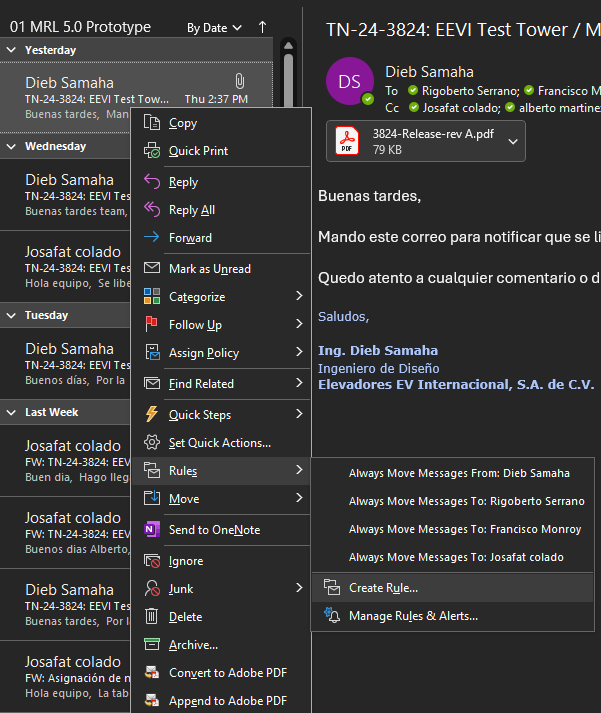 01 MRL 5.0 Prototype
By Date
Yesterday
Dieb Samaha
TN-24-3824: EEVI Test Tow... Thu 2:37 PM
Buenas tardes, Man
Wednesday
Dieb Samaha
TN-24-3824: EEVI Tes
Buenas tardes team,
Josafat colado
TN-24-3824: EEVI Tes
Hola equipo, Se libe
Tuesday
Dieb Samaha
TN-24-3824: EEVI Tes
Buenos días, Por la
Last Week
Josafat colado
FW: TN-24-3824: EEV
Buen dia, Hago lleg
Josafat colado
FW: TN-24-3824: EEV
Buenos dias Alberto,
Dieb Samaha
TN-24-3824: EEVI Tes
Buenas tardes, Por l
Josafat colado
FW: Asignación de n
Hola equipo, La tab
Copy
Quick Print
Reply
Reply All
Forward
Mark as Unread
Categorize
Follow Up
Assign Policy
Find Related
Quick Steps
Set Quick Actions...
Rules
Move
Send to OneNote
Ignore
Junk
Delete
Archive...
Convert to Adobe PDF
Append to Adobe PDF
Always Move Messages From: Dieb Samaha
Always Move Messages To: Rigoberto Serrano
Always Move Messages To: Francisco Monroy
Always Move Messages To: Josafat colado
Create Rule...
Manage Rules & Alerts...
TN-24-3824: EEVI Test Tower / M
DS
Dieb Samaha
To Rigoberto Serrano; Francisco M
Cc Josafat colado; alberto martine
PDF
3824-Release-rev A.pdf
79 KB
Buenas tardes,
Mando este correo para notificar que se li
Quedo atento a cualquier comentario o d
Saludos,
Ing. Dieb Samaha
Ingeniero de Diseño
Elevadores EV Internacional, S.A. de C.V.